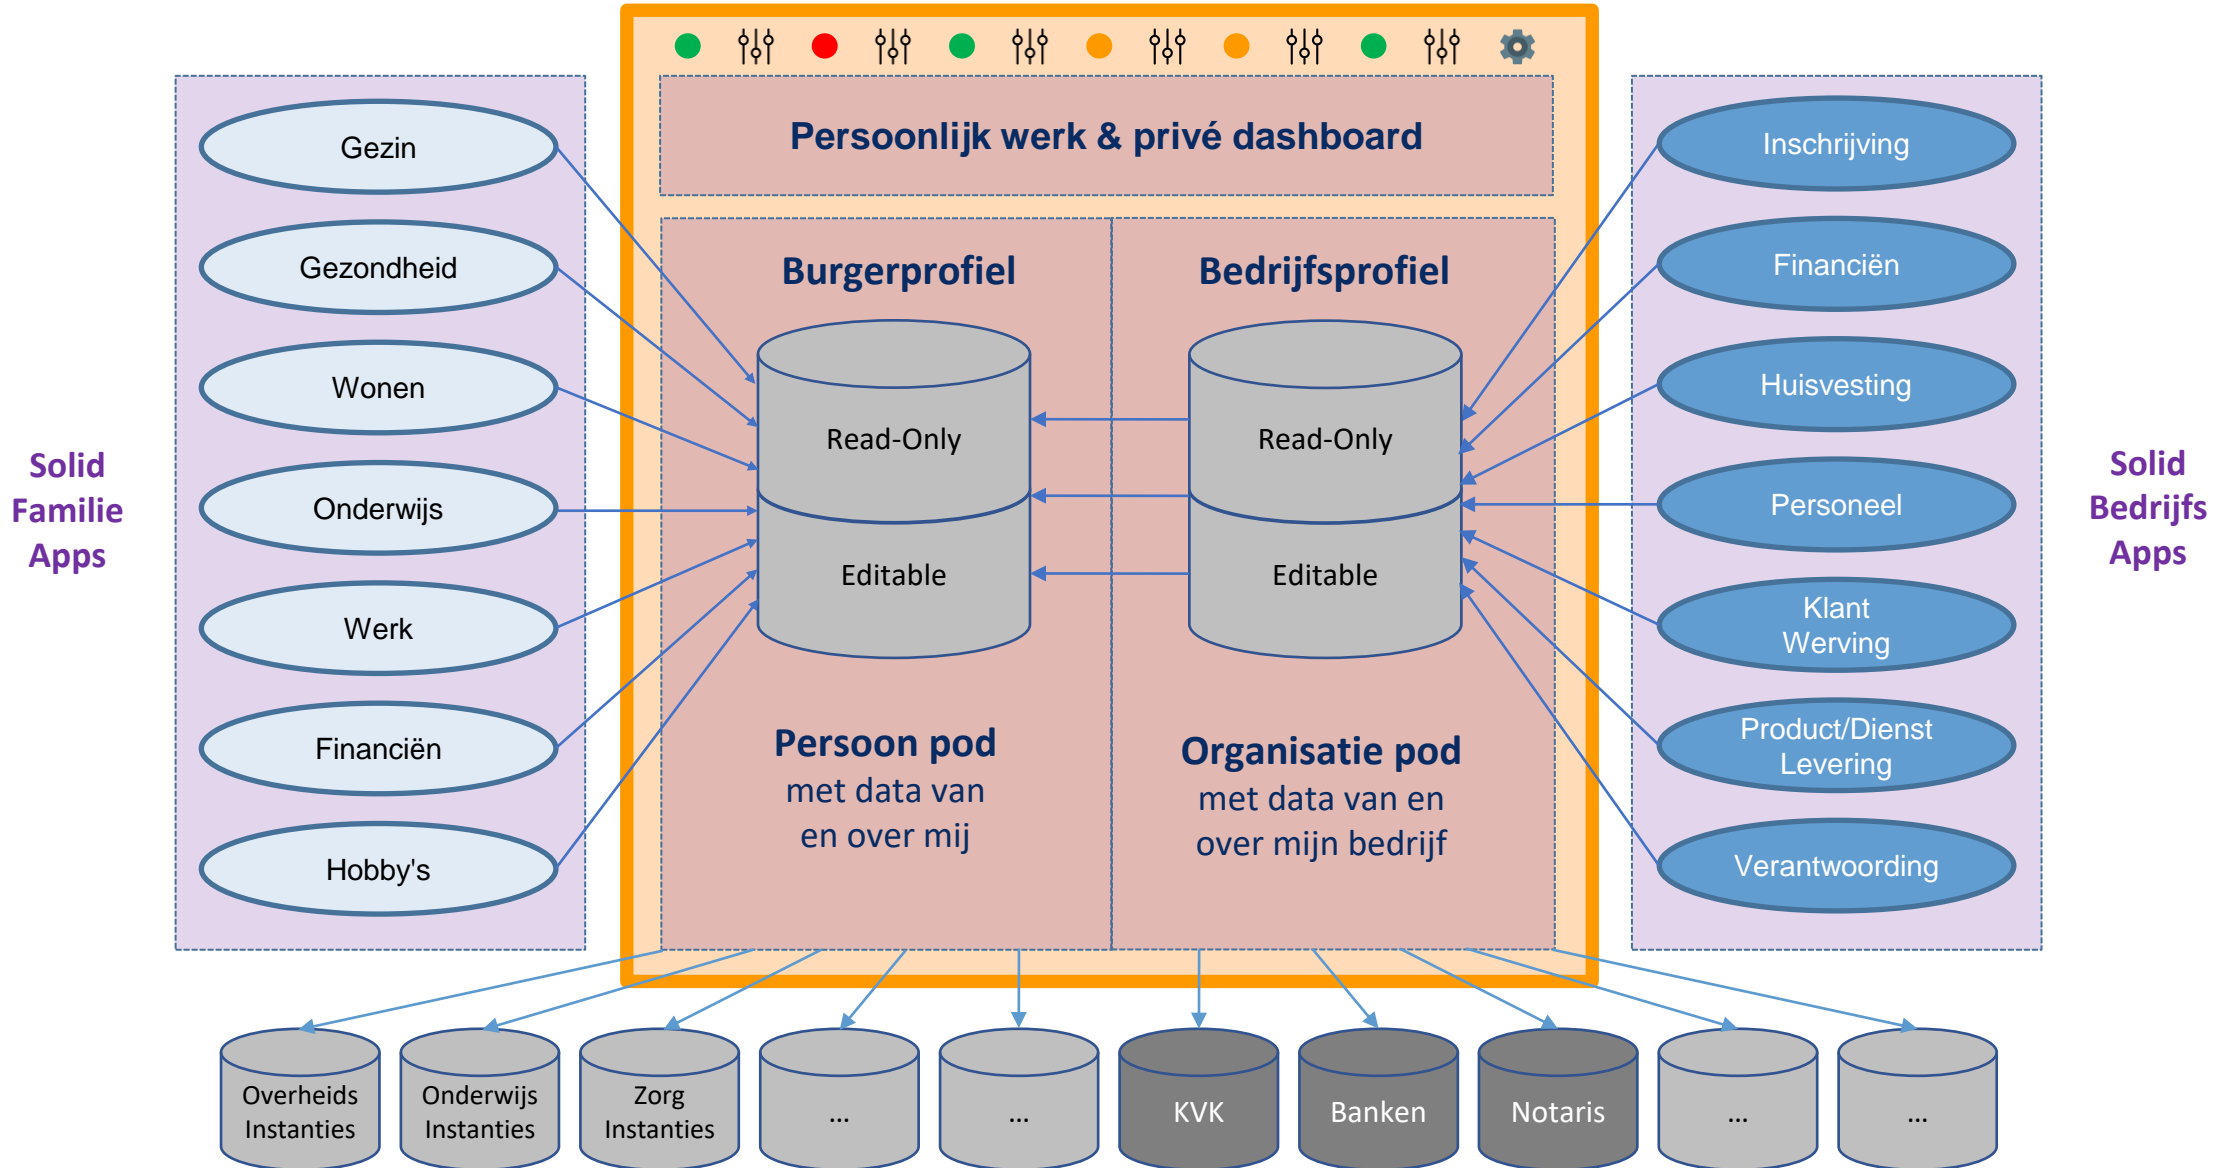 Persoonlijk werk & privé dashboard
Solid
Familie
Apps
Gezin
Gezondheid
Wonen
Onderwijs
Werk
Financiën
Hobby's
Burgerprofiel
Read-Only
Editable
Persoon pod
met data van
en over mij
Bedrijfsprofiel
Read-Only
Editable
Organisatie pod
met data van en
over mijn bedrijf
Inschrijving
Financiën
Huisvesting
Personeel
Klant
Werving
Product/Dienst
Levering
Verantwoording
Solid
Bedrijfs
Apps
Overheids
Instanties
Onderwijs
Instanties
Zorg
Instanties
...
...
KVK
Banken
Notaris
...
...